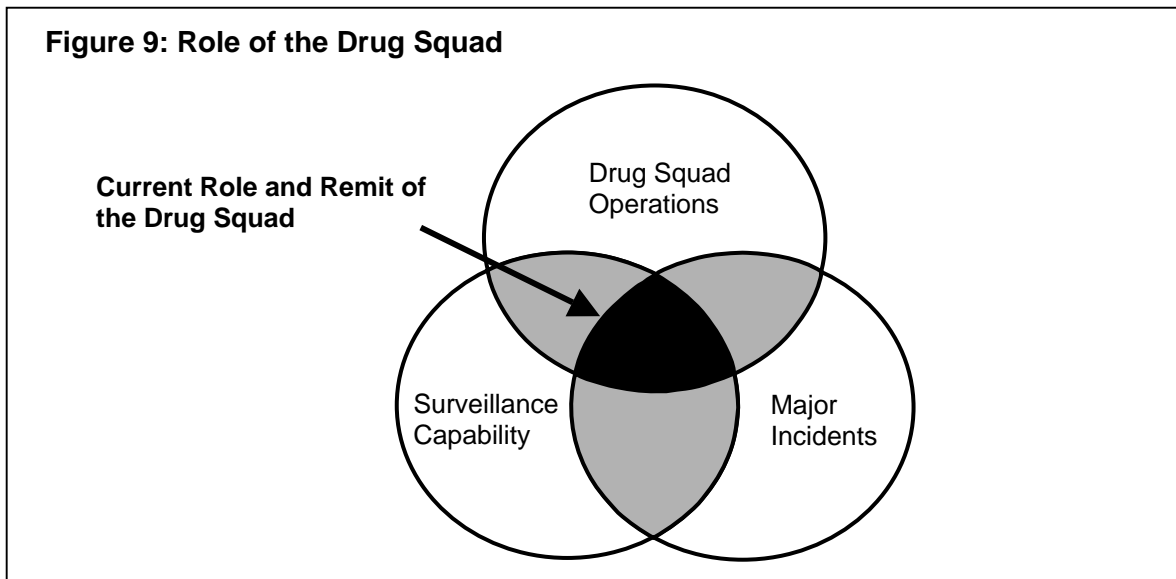 Figure 9: Role of the Drug Squad
Current Role and Remit of
the Drug Squad
Drug Squad
Operations
Surveillance
Capability
Major
Incidents